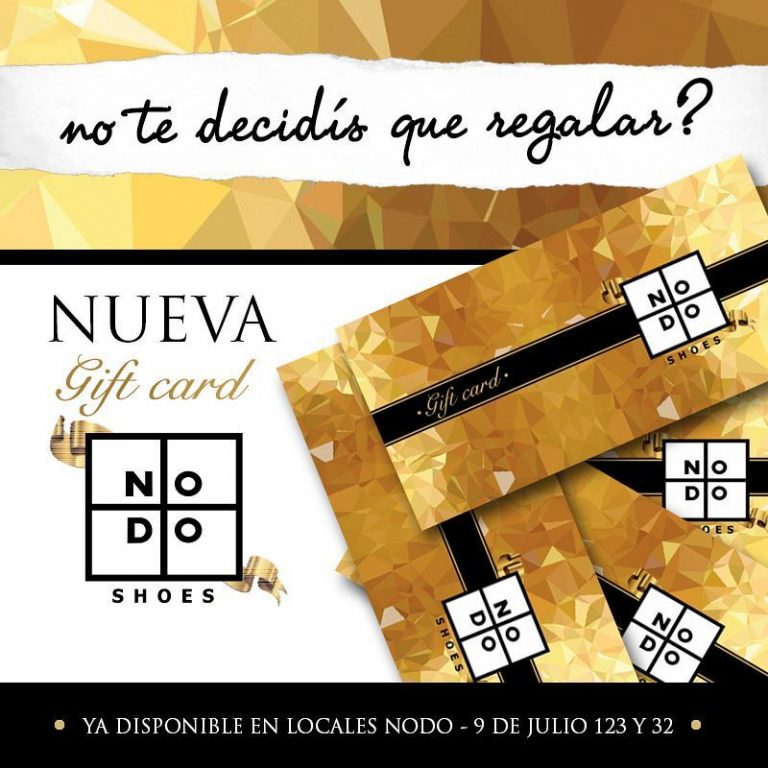 no te decidís que regalar?
NUEVA
Gift card
NO
DO
SHOES
• Gift card •
NO
DO
SHOES
NO
DO
SHOES
NO
DO
SHOES
NO
DO
• YA DISPONIBLE EN LOCALES NODO - 9 DE JULIO 123 Y 32 •